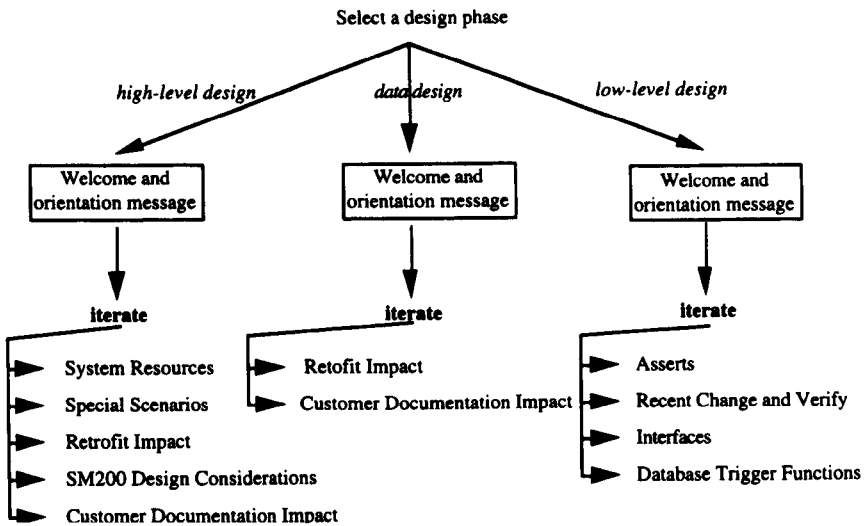 Select a design phase
high-level design
data design
low-level design
Welcome and
orientation message
Welcome and
orientation message
Welcome and
orientation message
iterate
System Resources
Special Scenarios
Retrofit Impact
SM200 Design Considerations
Customer Documentation Impact
iterate
Retofit Impact
Customer Documentation Impact
iterate
Asserts
Recent Change and Verify
Interfaces
Database Trigger Functions